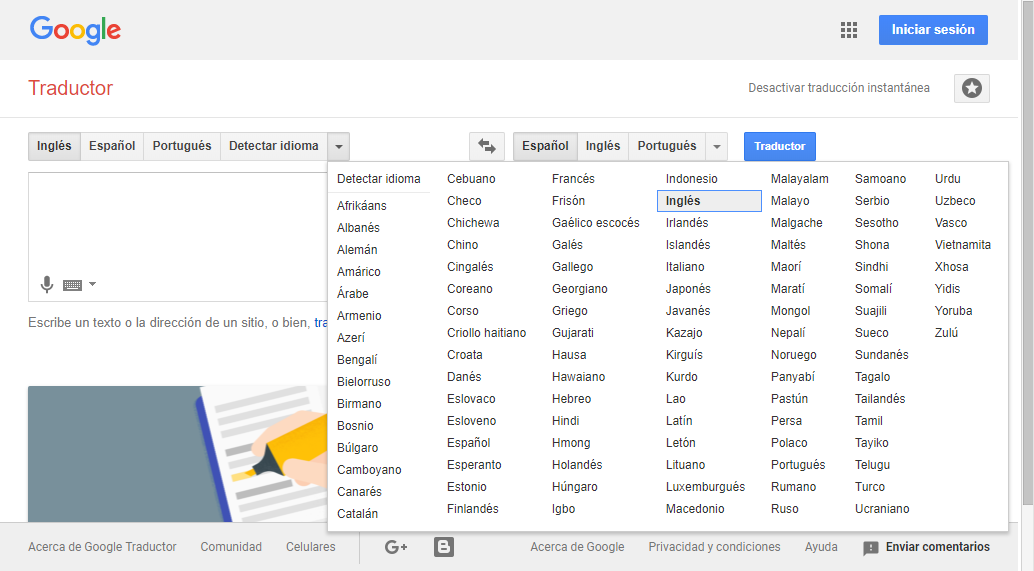 Google
Iniciar sesión
Traductor
Desactivar traducción instantánea
Inglés Español Portugués Detectar idioma
Español Inglés Portugués
Traductor
Escribe un texto o la dirección de un sitio, o bien, tra
Detectar idioma
Afrikáans
Albanés
Alemán
Amárico
Árabe
Armenio
Azerí
Bengalí
Bielorruso
Birmano
Bosnio
Búlgaro
Camboyano
Canarés
Catalán
Cebuano
Checo
Chichewa
Chino
Cingalés
Coreano
Corso
Criollo haitiano
Croata
Danés
Eslovaco
Esloveno
Español
Esperanto
Estonio
Finlandés
Francés
Frisón
Gaélico escocés
Galés
Gallego
Georgiano
Griego
Gujarati
Hausa
Hawaiano
Hebreo
Hindi
Hmong
Holandés
Húngaro
Igbo
Indonesio
Inglés
Irlandés
Islandés
Italiano
Japonés
Javanés
Kazajo
Kirguís
Kurdo
Lao
Latín
Letón
Lituano
Luxemburgués
Macedonio
Malayalam
Malayo
Malgache
Maltés
Maorí
Maratí
Mongol
Nepalí
Noruego
Panyabí
Pastún
Persa
Polaco
Portugués
Rumano
Ruso
Samoano
Serbio
Sesotho
Shona
Sindhi
Somalí
Suajili
Sueco
Sundanés
Tagalo
Tailandés
Tamil
Tayiko
Telugu
Turco
Ucraniano
Urdu
Uzbeco
Vasco
Vietnamita
Xhosa
Yidis
Yoruba
Zulú
Acerca de Google Traductor Comunidad Celulares G+ B Acerca de Google Privacidad y condiciones Ayuda Enviar comentarios